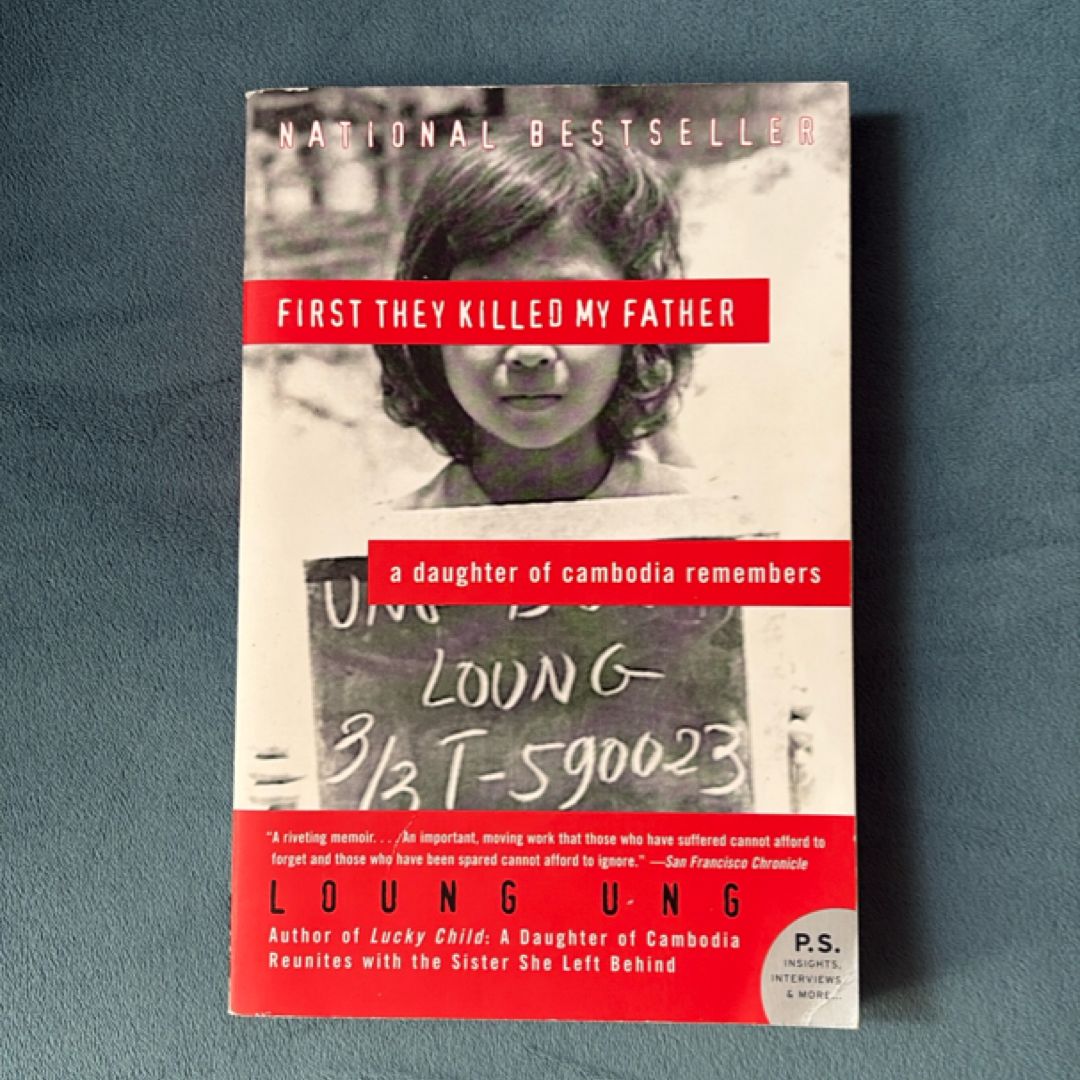 NATIONAL BESTSELLER
FIRST THEY KILLED MY FATHER
a daughter of cambodia remembers
LOUNG
3/3 T-590023
"A riveting memoir. . . . An important, moving work that those who have suffered cannot afford to
forget and those who have been spared cannot afford to ignore." —San Francisco Chronicle
LOUNG UNG
Author of Lucky Child: A Daughter of Cambodia
Reunites with the Sister She Left Behind
P.S.
INSIGHTS,
INTERVIEWS
& MORE...